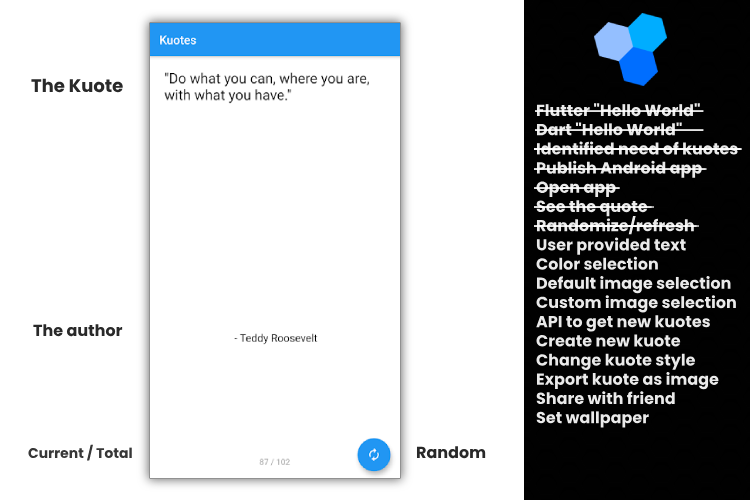 Kuotes
The Kuote
"Do what you can, where you are,
with what you have."
The author
- Teddy Roosevelt
Current / Total
87 / 102
Random
Flutter "Hello World"
Dart "Hello World"
Identified need of kuotes
Publish Android app
Open app
See the quote
Randomize/refresh
User provided text
Color selection
Default image selection
Custom image selection
API to get new kuotes
Create new kuote
Change kuote style
Export kuote as image
Share with friend
Set wallpaper